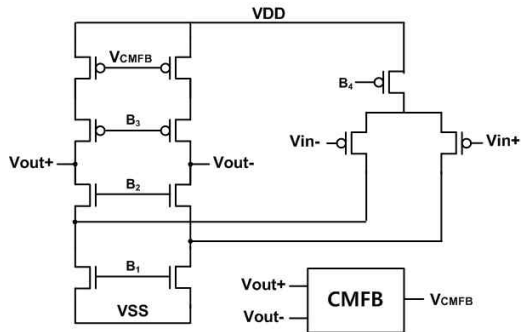 VDD
VCMFB
B4
B3
Vin-
Vin+
Vout+
Vout-
B2
B1
VSS
Vout+
Vout-
CMFB
VCMFB